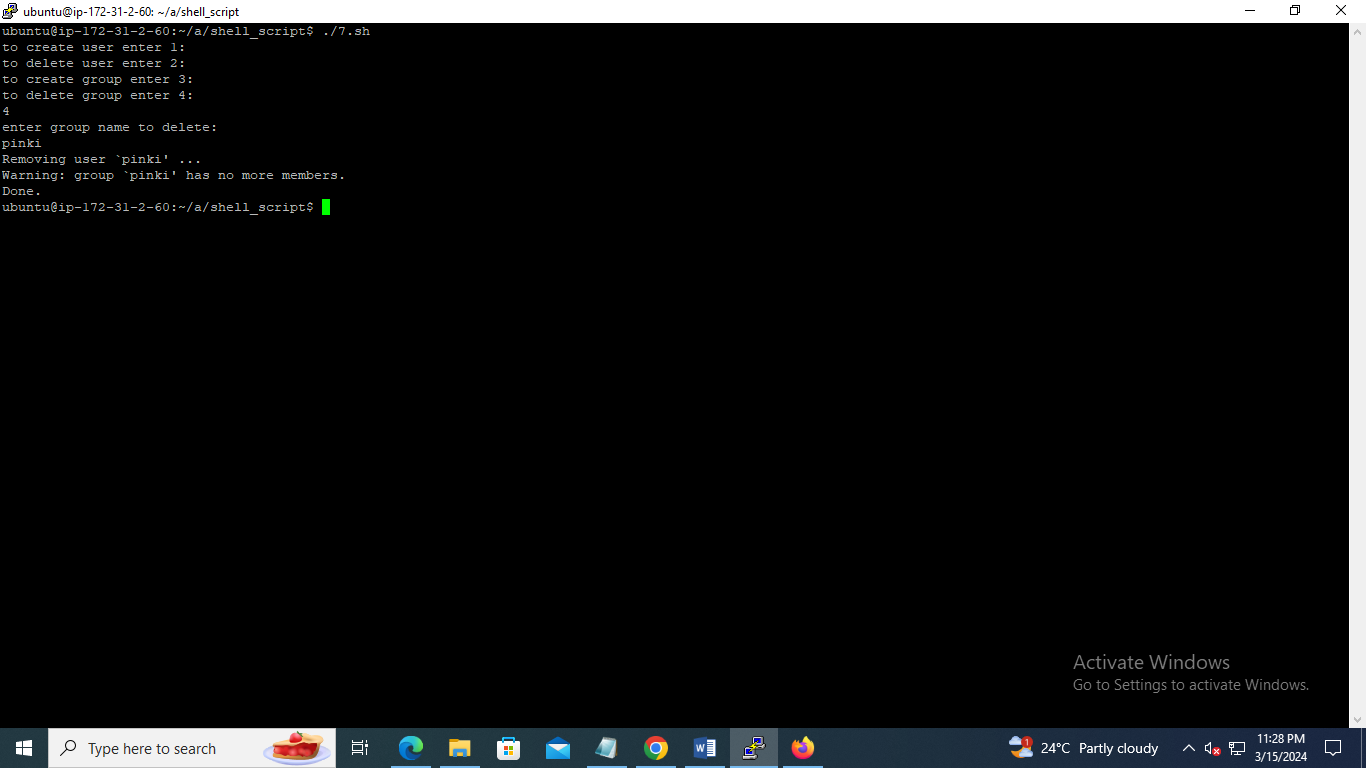 ubuntu@ip-172-31-2-60: ~/a/shell_script
ubuntu@ip-172-31-2-60:~/a/shell_script$ ./7.sh
to create user enter 1:
to delete user enter 2:
to create group enter 3:
to delete group enter 4:
4
enter group name to delete:
pinki
Removing user `pinki' ...
Warning: group `pinki' has no more members.
Done.
ubuntu@ip-172-31-2-60:~/a/shell_script$
Activate Windows
Go to Settings to activate Windows.
Type here to search
1
24°C Partly cloudy
11:28 PM
3/15/2024